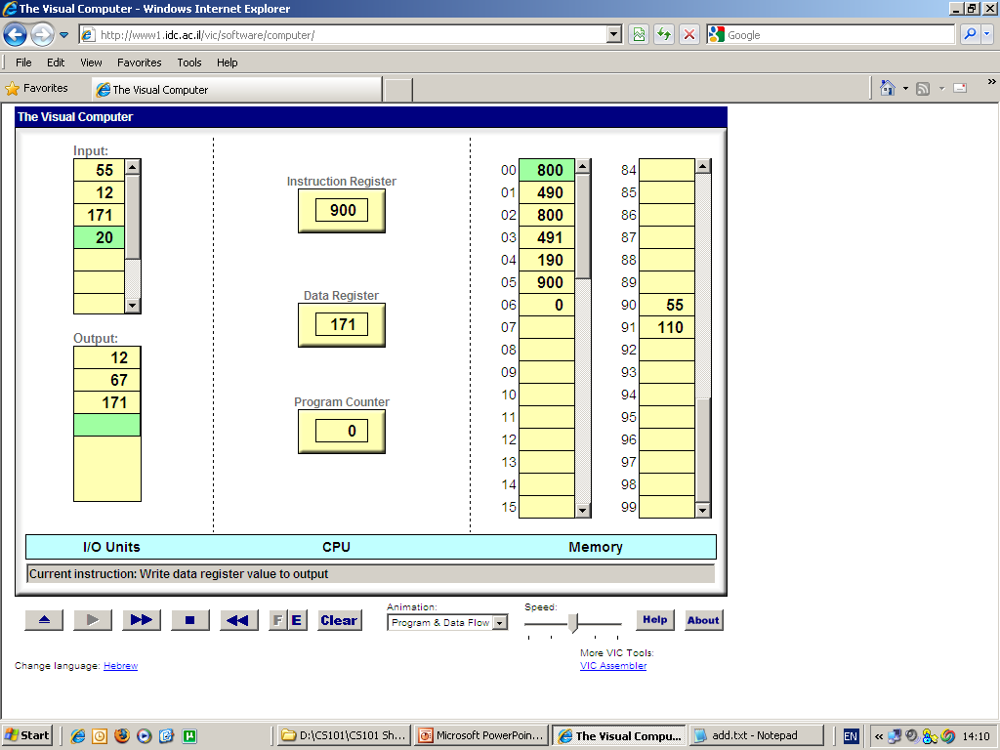 The Visual Computer - Windows Internet Explorer
http://www1.idc.ac.il/vic/software/computer/
Google
File Edit View Favorites Tools Help
Favorites
The Visual Computer
»
The Visual Computer
Input:
55
12
171
20
Output:
12
67
171
Instruction Register
900
Data Register
171
Program Counter
0
00 800
01 490
02 800
03 491
04 190
05 900
06 0
07
08
09
10
11
12
13
14
15
84
85
86
87
88
89
90 55
91 110
92
93
94
95
96
97
98
99
I/O Units CPU Memory
Current instruction: Write data register value to output
F E Clear
Animation:
Program & Data Flow
Speed:
Help About
More VIC Tools:
VIC Assembler
Change language: Hebrew
Start D:\CS101\CS101 Sh... Microsoft PowerPoin... The Visual Compu... add.txt - Notepad EN « 14:10